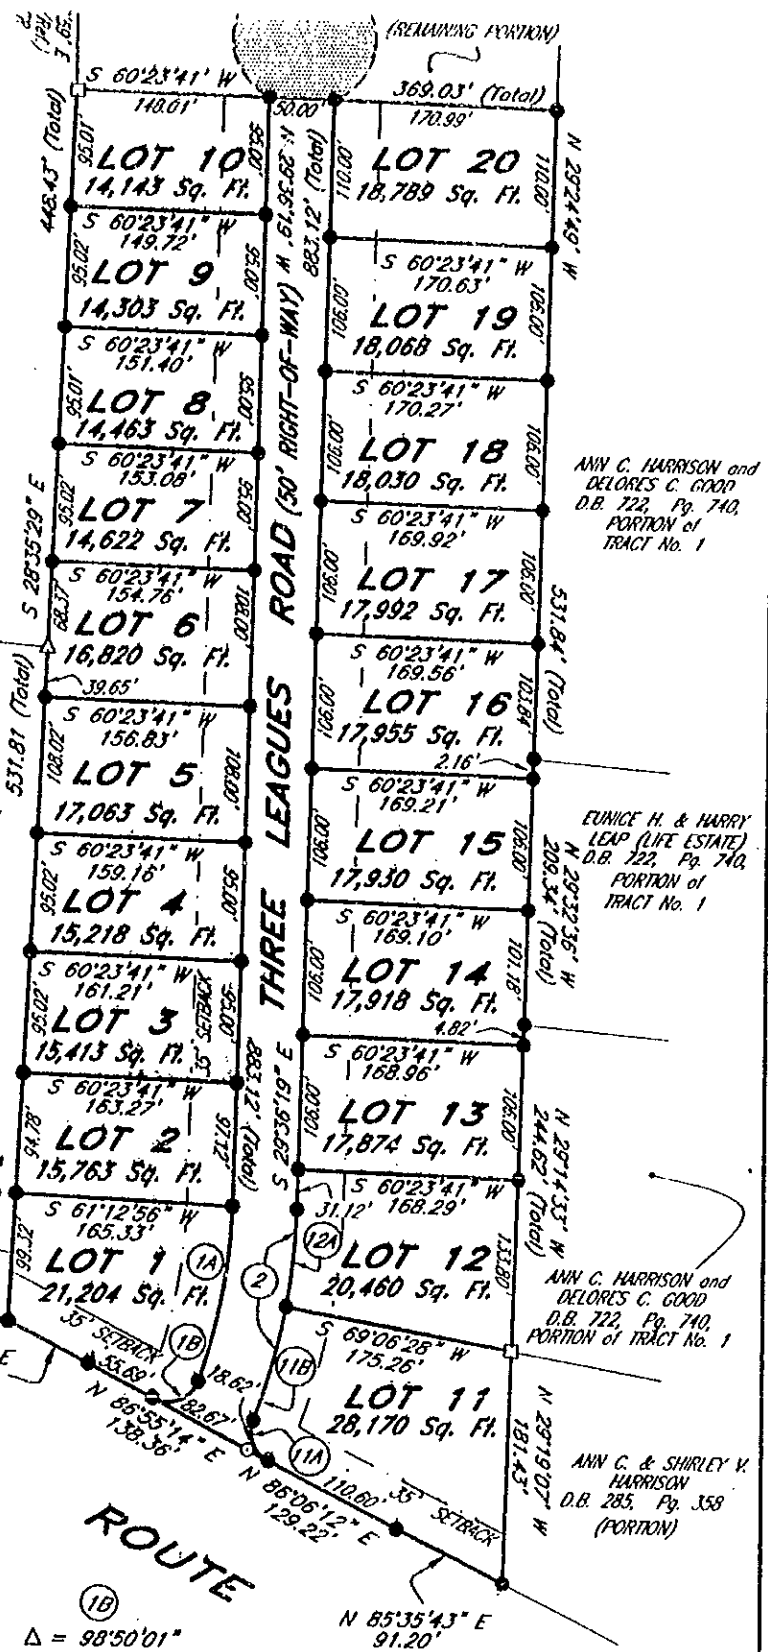 (REMAINING PORTION)
S 60°23'41" W
148.01'
50.00'
369.03' (Total)
170.99'
448.43' (Total)
95.01'
LOT 10
14,143 Sq. Ft.
95.00'
883.12' (Total)
110.00'
LOT 20
18,789 Sq. Ft.
110.00'
N 29°24'49" W
S 60°23'41" W
149.72'
95.02'
LOT 9
14,303 Sq. Ft.
95.00'
S 60°23'41" W
170.63'
106.00'
LOT 19
18,068 Sq. Ft.
106.00'
S 60°23'41" W
151.40'
95.01'
LOT 8
14,463 Sq. Ft.
95.00'
S 60°23'41" W
170.27'
106.00'
LOT 18
18,030 Sq. Ft.
106.00'
S 60°23'41" W
153.08'
95.02'
LOT 7
14,622 Sq. Ft.
95.00'
S 28°35'29" E
S 60°23'41" W
169.92'
106.00'
LOT 17
17,992 Sq. Ft.
106.00'
ANN C. HARRISON and
DELORES C. GOOD
D.B. 722, Pg. 740,
PORTION of
TRACT No. 1
S 60°23'41" W
154.76'
68.37'
LOT 6
16,820 Sq. Ft.
108.00'
39.65'
S 60°23'41" W
169.56'
106.00'
LOT 16
17,955 Sq. Ft.
103.84'
2.16'
531.84' (Total)
531.81 (Total)
S 60°23'41" W
156.83'
108.02'
LOT 5
17,063 Sq. Ft.
108.00'
S 60°23'41" W
169.21'
106.00'
LOT 15
17,930 Sq. Ft.
106.00'
EUNICE H. & HARRY
LEAP (LIFE ESTATE)
D.B. 722, Pg. 740,
PORTION of
TRACT No. 1
N 29°32'36" W
209.34' (Total)
S 60°23'41" W
159.16'
95.02'
LOT 4
15,218 Sq. Ft.
95.00'
S 60°23'41" W
169.10'
106.00'
LOT 14
17,918 Sq. Ft.
101.18'
4.82'
THREE LEAGUES ROAD (50' RIGHT-OF-WAY)
S 60°23'41" W
161.21'
95.02'
LOT 3
15,413 Sq. Ft.
35' SETBACK
95.00'
883.12' (Total)
S 29°36'19" E
S 60°23'41" W
168.96'
106.00'
LOT 13
17,874 Sq. Ft.
106.00'
N 29°14'33" W
244.62' (Total)
S 60°23'41" W
163.27'
94.78'
LOT 2
15,763 Sq. Ft.
97.12'
S 60°23'41" W
168.29'
31.12'
12A
LOT 12
20,460 Sq. Ft.
133.80'
S 61°12'56" W
165.33'
99.32'
LOT 1
21,204 Sq. Ft.
1A
2
35' SETBACK
1B
ANN C. HARRISON and
DELORES C. GOOD
D.B. 722, Pg. 740,
PORTION of TRACT No. 1
S 69°06'28" W
175.26'
11B
LOT 11
28,170 Sq. Ft.
E
55.69'
18.62'
82.67'
N 86°55'14" E
138.36'
11A
110.60'
35' SETBACK
N 86°06'12" E
129.22'
N 29°19'07" W
181.43'
ANN C. & SHIRLEY V.
HARRISON
D.B. 285, Pg. 358
(PORTION)
ROUTE
N 85°35'43" E
91.20'
1B
Δ = 98°50'01"